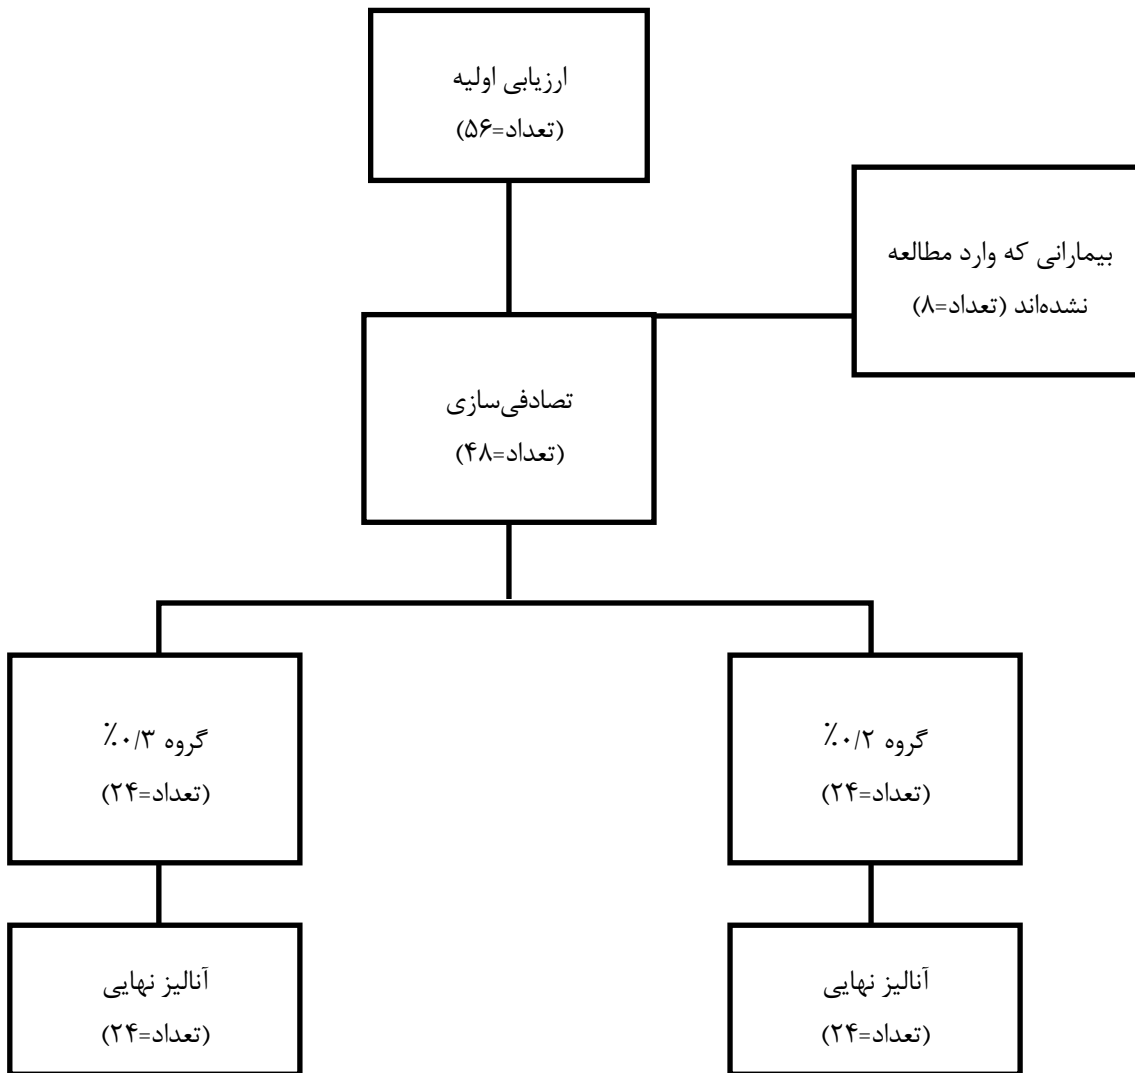 ارزیابی اولیه
(تعداد=۵۶)
بیمارانی که وارد مطالعه
نشده‌اند (تعداد=۸)
تصادفی‌سازی
(تعداد=۴۸)
گروه ۰/۲٪
(تعداد=۲۴)
گروه ۰/۳٪
(تعداد=۲۴)
آنالیز نهایی
(تعداد=۲۴)
آنالیز نهایی
(تعداد=۲۴)